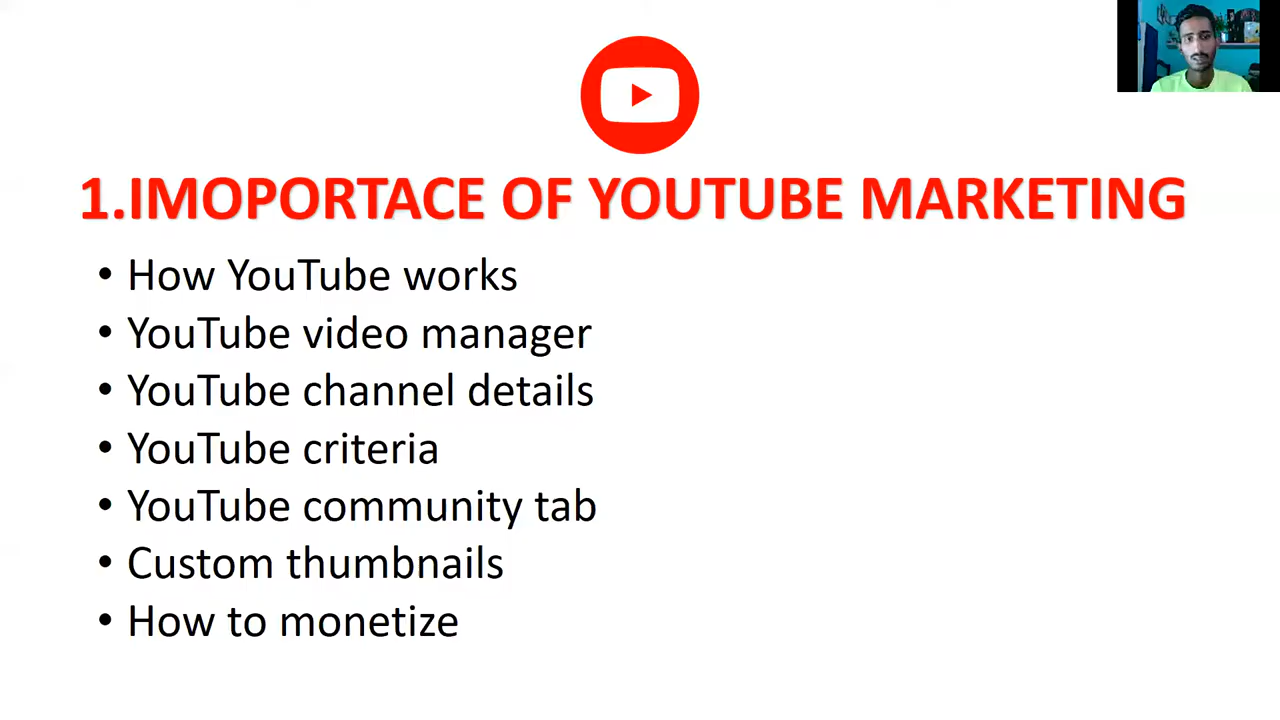 1.IMOPORTACE OF YOUTUBE MARKETING
• How YouTube works
• YouTube video manager
• YouTube channel details
• YouTube criteria
• YouTube community tab
• Custom thumbnails
• How to monetize